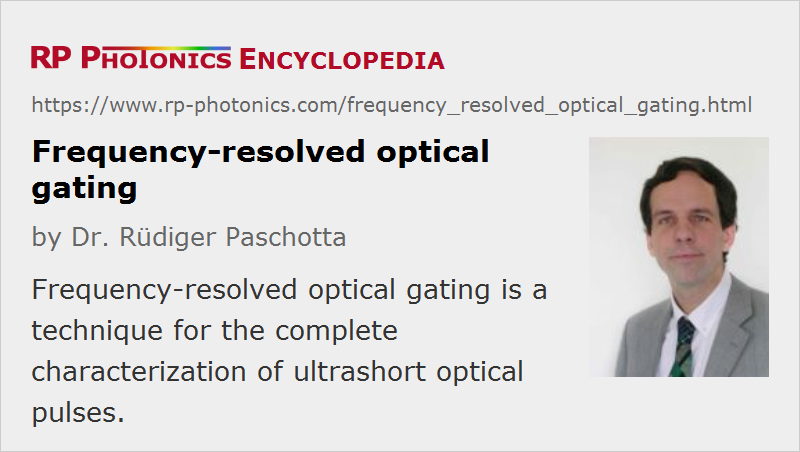 RP PHOTONICS ENCYCLOPEDIA
https://www.rp-photonics.com/frequency_resolved_optical_gating.html
Frequency-resolved optical
gating
by Dr. Rüdiger Paschotta
Frequency-resolved optical gating is a
technique for the complete
characterization of ultrashort optical
pulses.